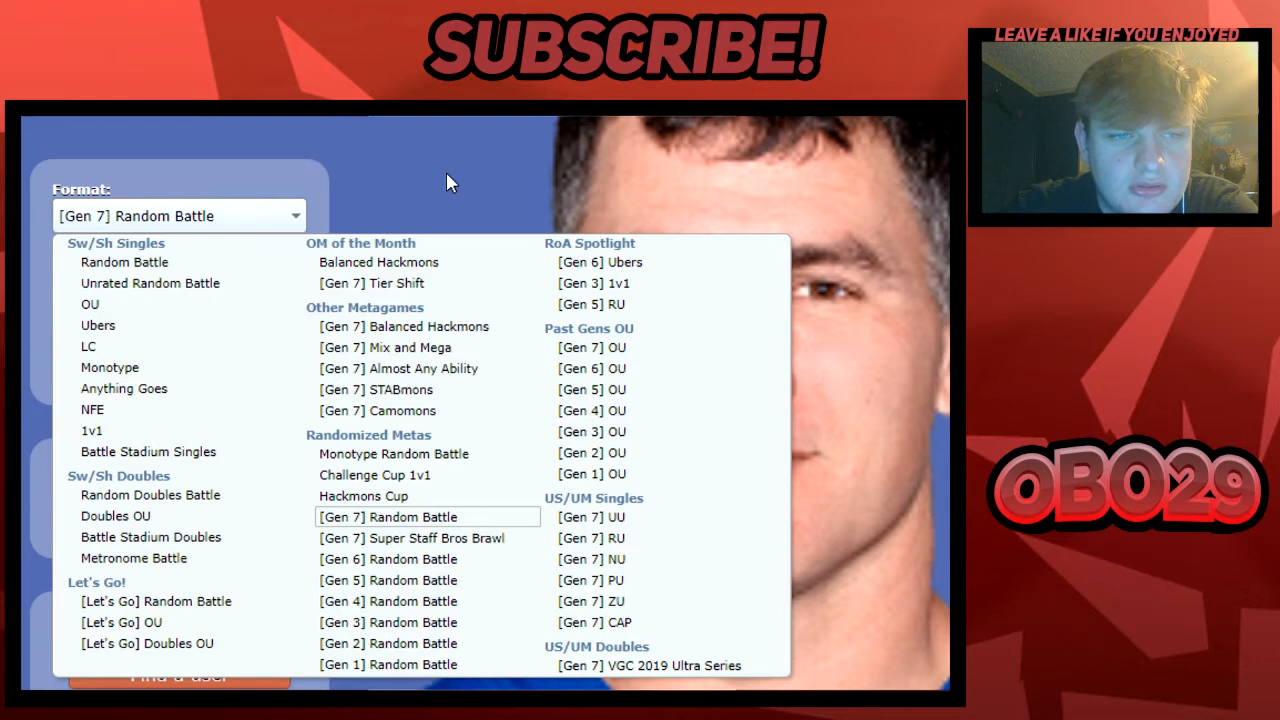 SUBSCRIBE!
LEAVE A LIKE IF YOU ENJOYED
Format:
[Gen 7] Random Battle
Sw/Sh Singles
Random Battle
Unrated Random Battle
OU
Ubers
LC
Monotype
Anything Goes
NFE
1v1
Battle Stadium Singles
Sw/Sh Doubles
Random Doubles Battle
Doubles OU
Battle Stadium Doubles
Metronome Battle
Let's Go!
[Let's Go] Random Battle
[Let's Go] OU
[Let's Go] Doubles OU
OM of the Month
Balanced Hackmons
[Gen 7] Tier Shift
Other Metagames
[Gen 7] Balanced Hackmons
[Gen 7] Mix and Mega
[Gen 7] Almost Any Ability
[Gen 7] STABmons
[Gen 7] Camomons
Randomized Metas
Monotype Random Battle
Challenge Cup 1v1
Hackmons Cup
[Gen 7] Random Battle
[Gen 7] Super Staff Bros Brawl
[Gen 6] Random Battle
[Gen 5] Random Battle
[Gen 4] Random Battle
[Gen 3] Random Battle
[Gen 2] Random Battle
[Gen 1] Random Battle
RoA Spotlight
[Gen 6] Ubers
[Gen 3] 1v1
[Gen 5] RU
Past Gens OU
[Gen 7] OU
[Gen 6] OU
[Gen 5] OU
[Gen 4] OU
[Gen 3] OU
[Gen 2] OU
[Gen 1] OU
US/UM Singles
[Gen 7] UU
[Gen 7] RU
[Gen 7] NU
[Gen 7] PU
[Gen 7] ZU
[Gen 7] CAP
US/UM Doubles
[Gen 7] VGC 2019 Ultra Series
Find a user
OBO29